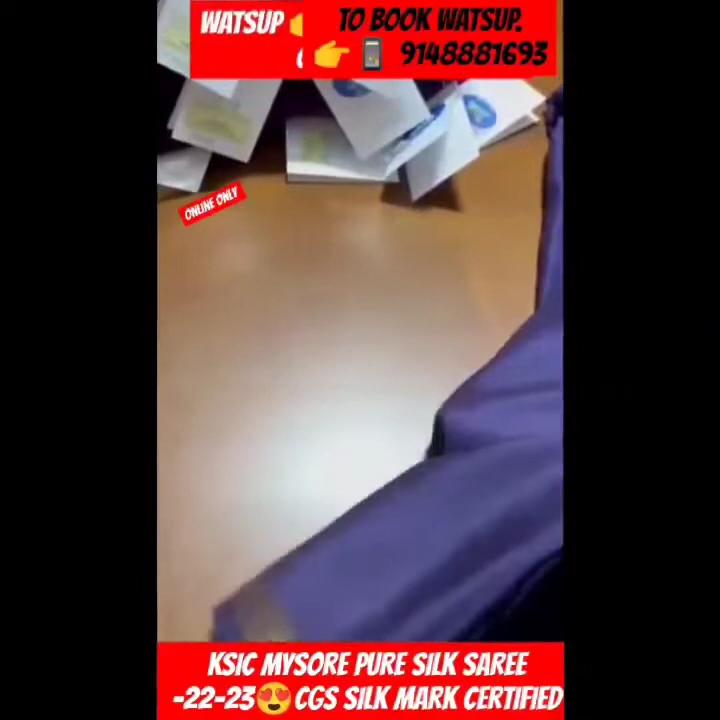 WATSUP 👉
TO BOOK WATSUP.
👉📱 9148881693
ONLINE ONLY
KSIC MYSORE PURE SILK SAREE
-22-23😍CGS SILK MARK CERTIFIED